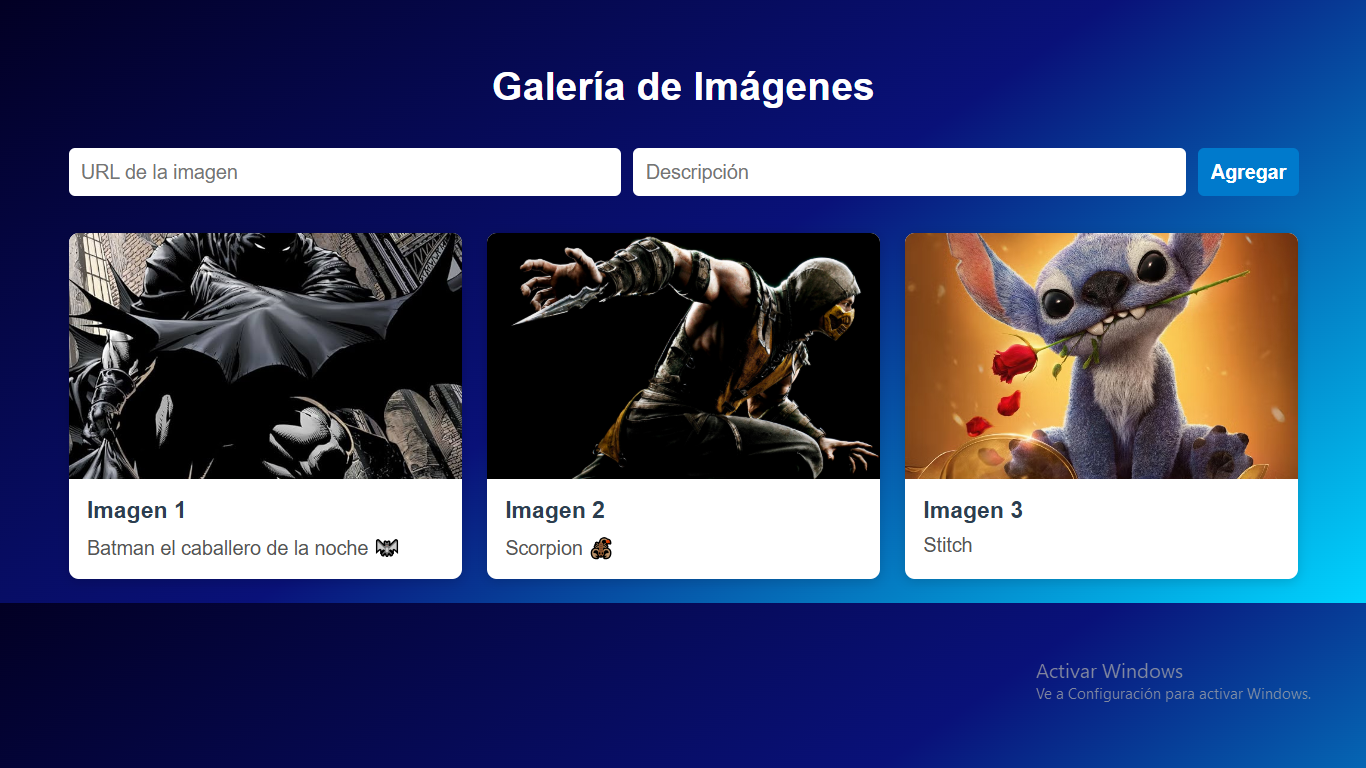 Galería de Imágenes
URL de la imagen
Descripción
Agregar
Imagen 1
Batman el caballero de la noche 🦇
Imagen 2
Scorpion 🦂
Imagen 3
Stitch
Activar Windows
Ve a Configuración para activar Windows.